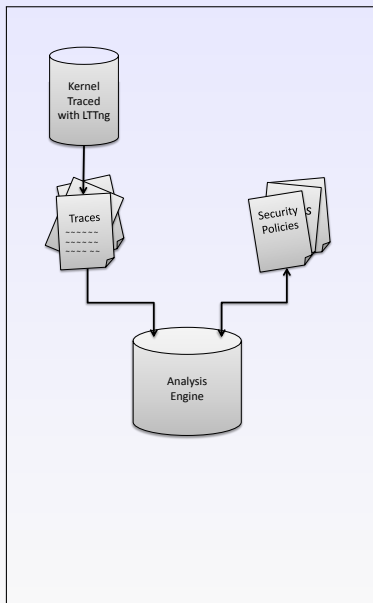 Kernel
Traced
with LTTng
Traces
Security
Policies
Analysis
Engine